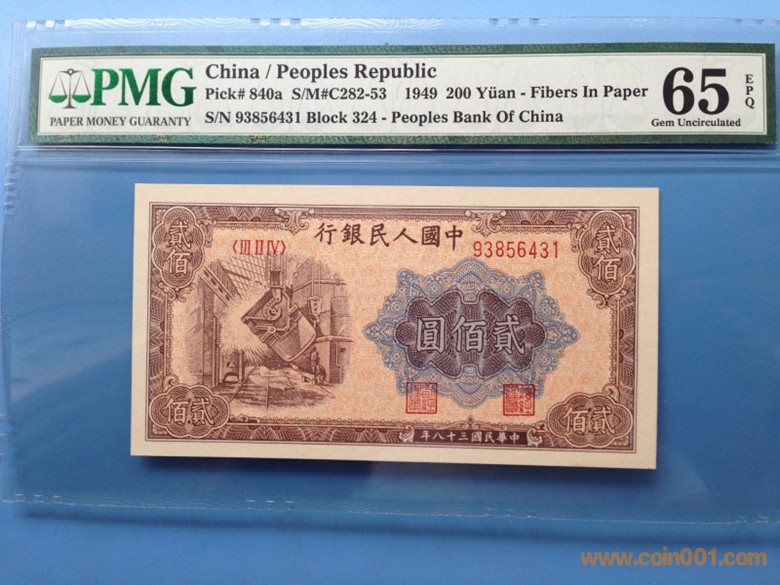 PMG
PAPER MONEY GUARANTY
China / Peoples Republic
Pick# 840a S/M#C282-53 1949 200 Yüan - Fibers In Paper
S/N 93856431 Block 324 - Peoples Bank Of China
65 EPQ
Gem Uncirculated
行銀民人國中
〈III II IV〉
93856431
貳佰
貳佰
圓佰貳
佰貳
佰貳
年八十三國民華中
www.coin001.com